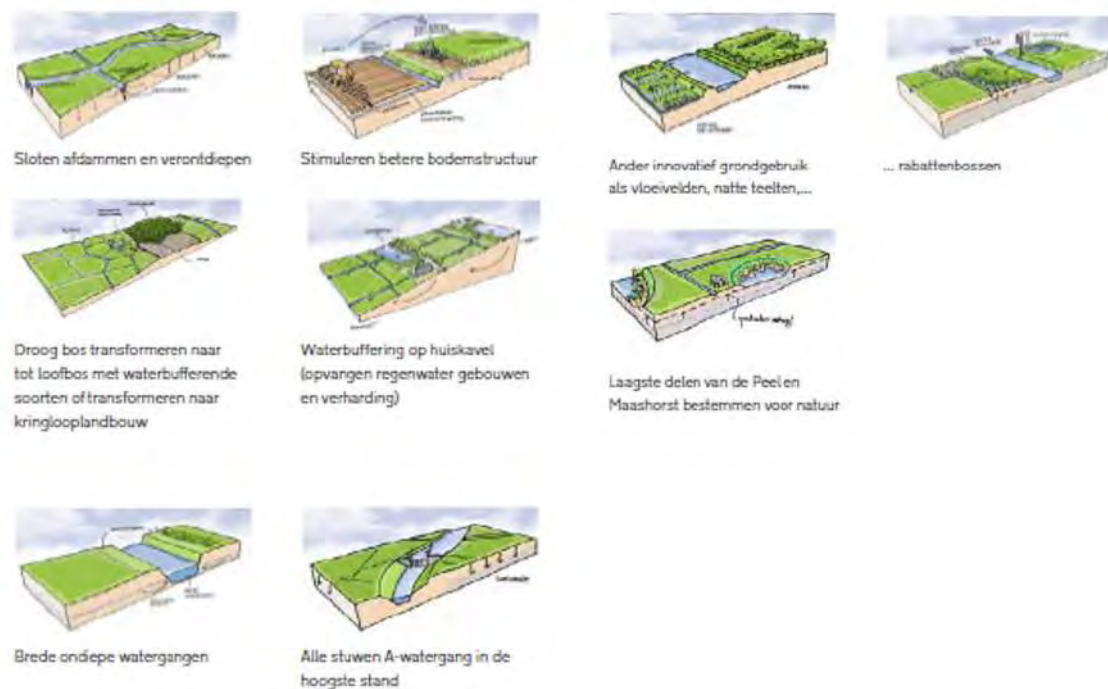 Sloten afdammen en verontdiepen
Stimuleren betere bodemstructuur
Ander innovatief grondgebruik
als vloeivelden, natte teelten,...
... rabattenbossen
Droog bos transformeren naar
tot loofbos met waterbufferende
soorten of transformeren naar
kringlooplandbouw
Waterbuffering op huiskavel
(opvangen regenwater gebouwen
en verharding)
Laagste delen van de Peel en
Maashorst bestemmen voor natuur
Brede ondiepe watergangen
Alle stuwen A-watergang in de
hoogste stand